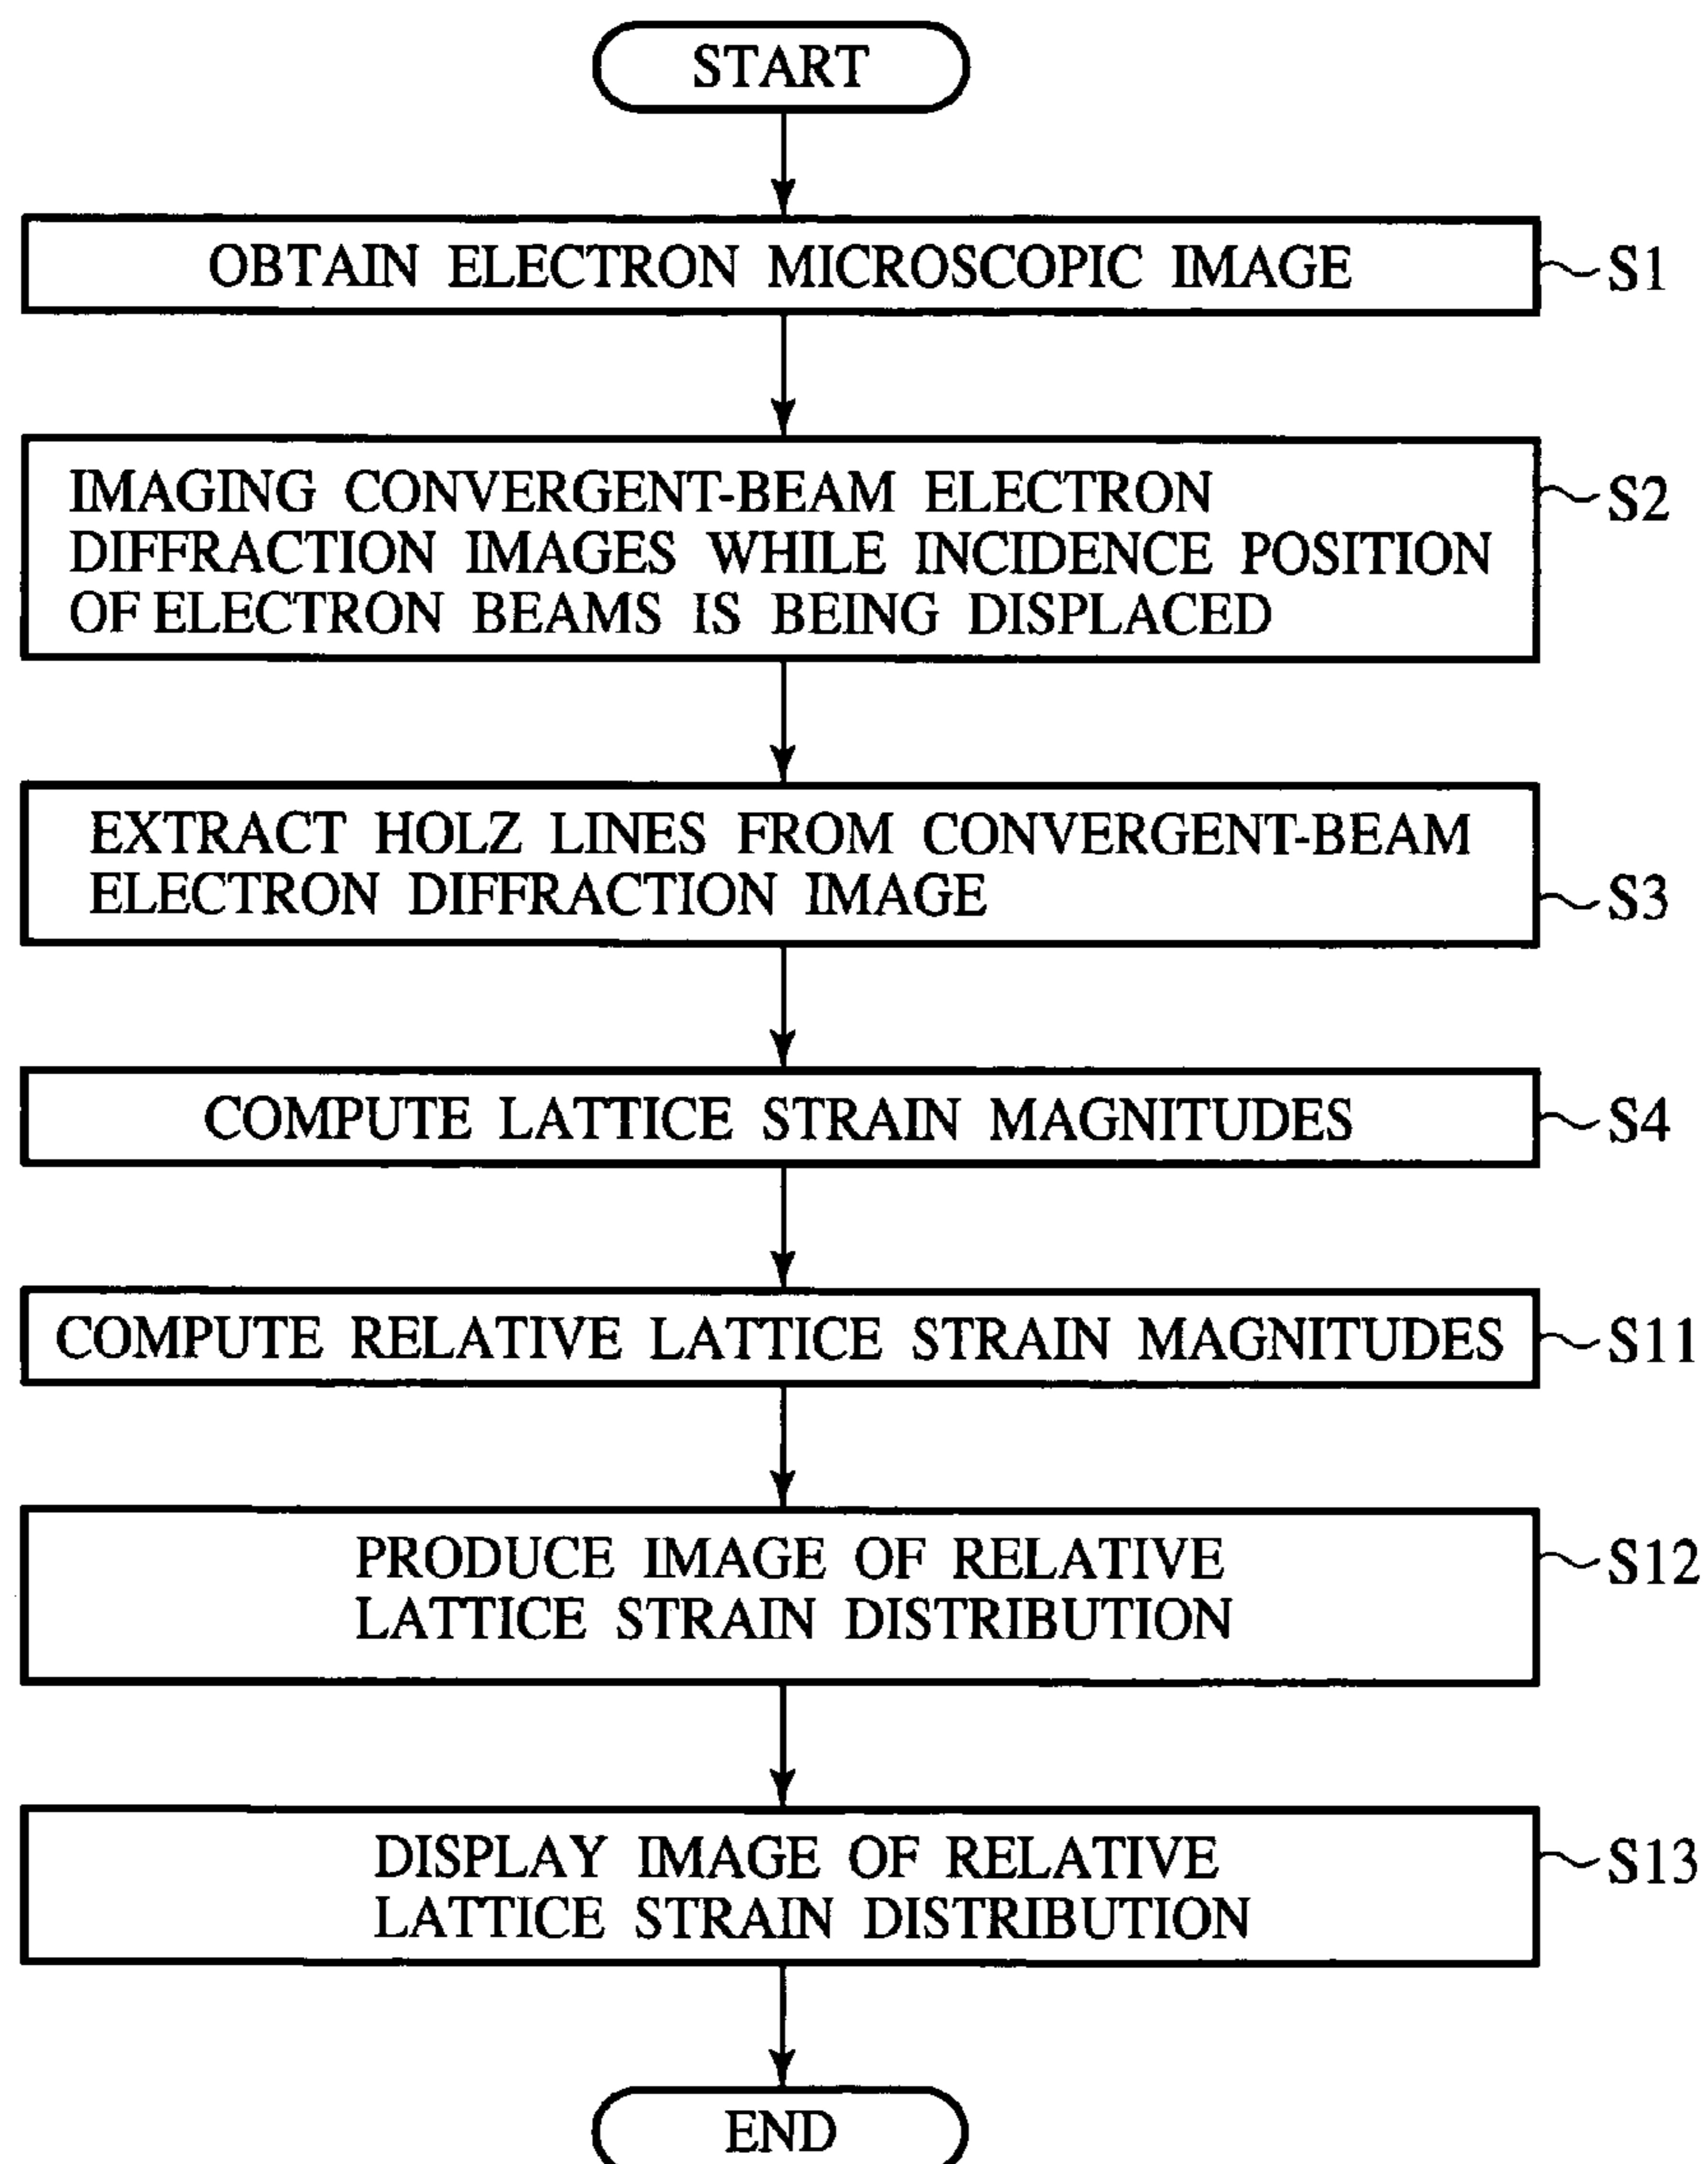 START
OBTAIN ELECTRON MICROSCOPIC IMAGE
S1
IMAGING CONVERGENT-BEAM ELECTRON
DIFFRACTION IMAGES WHILE INCIDENCE POSITION
OF ELECTRON BEAMS IS BEING DISPLACED
S2
EXTRACT HOLZ LINES FROM CONVERGENT-BEAM
ELECTRON DIFFRACTION IMAGE
S3
COMPUTE LATTICE STRAIN MAGNITUDES
S4
COMPUTE RELATIVE LATTICE STRAIN MAGNITUDES
S11
PRODUCE IMAGE OF RELATIVE
LATTICE STRAIN DISTRIBUTION
S12
DISPLAY IMAGE OF RELATIVE
LATTICE STRAIN DISTRIBUTION
S13
END